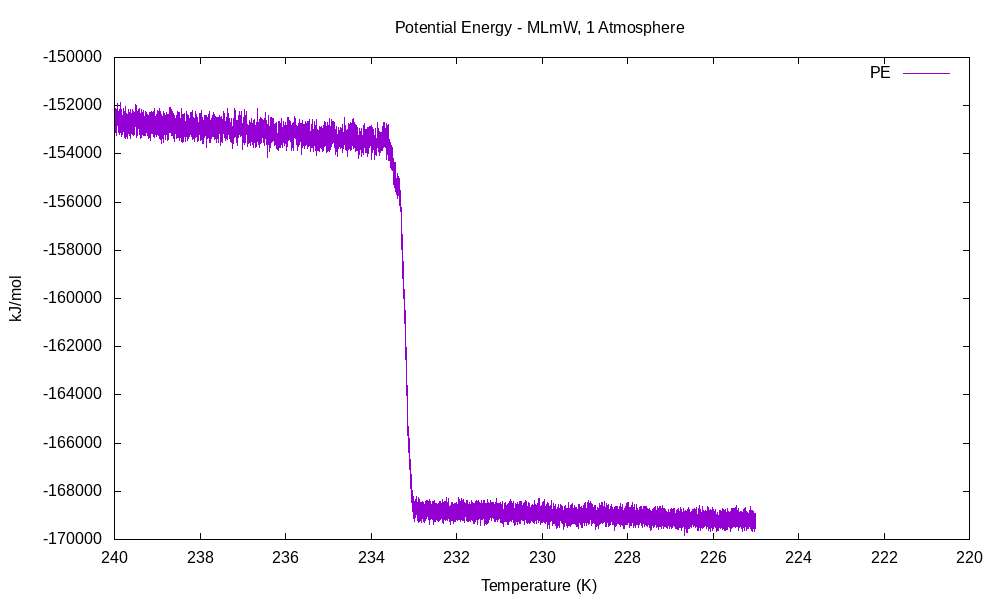 Potential Energy - MLmW, 1 Atmosphere
PE
-150000
-152000
-154000
-156000
-158000
-160000
-162000
-164000
-166000
-168000
-170000
kJ/mol
240 238 236 234 232 230 228 226 224 222 220
Temperature (K)